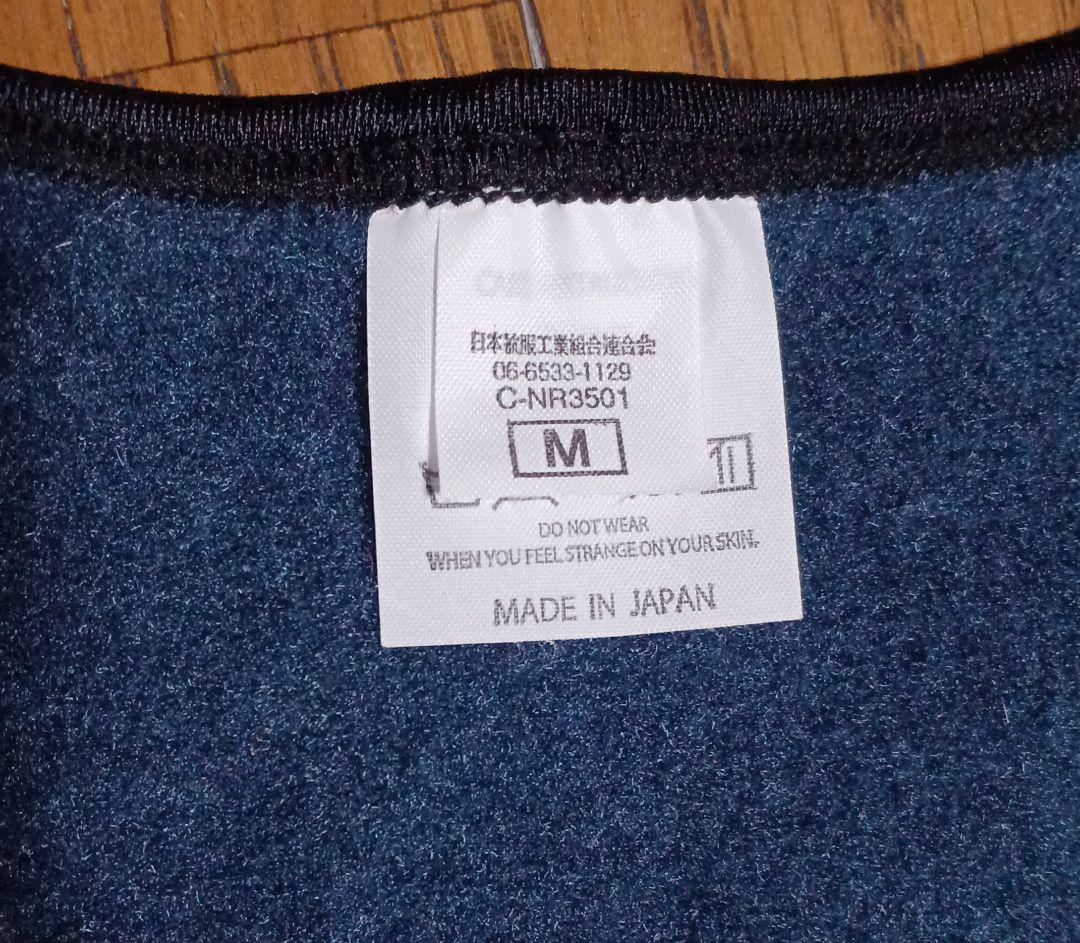 日本被服工業組合連合会
06-6533-1129
C-NR3501
M
DO NOT WEAR
WHEN YOU FEEL STRANGE ON YOUR SKIN.
MADE IN JAPAN